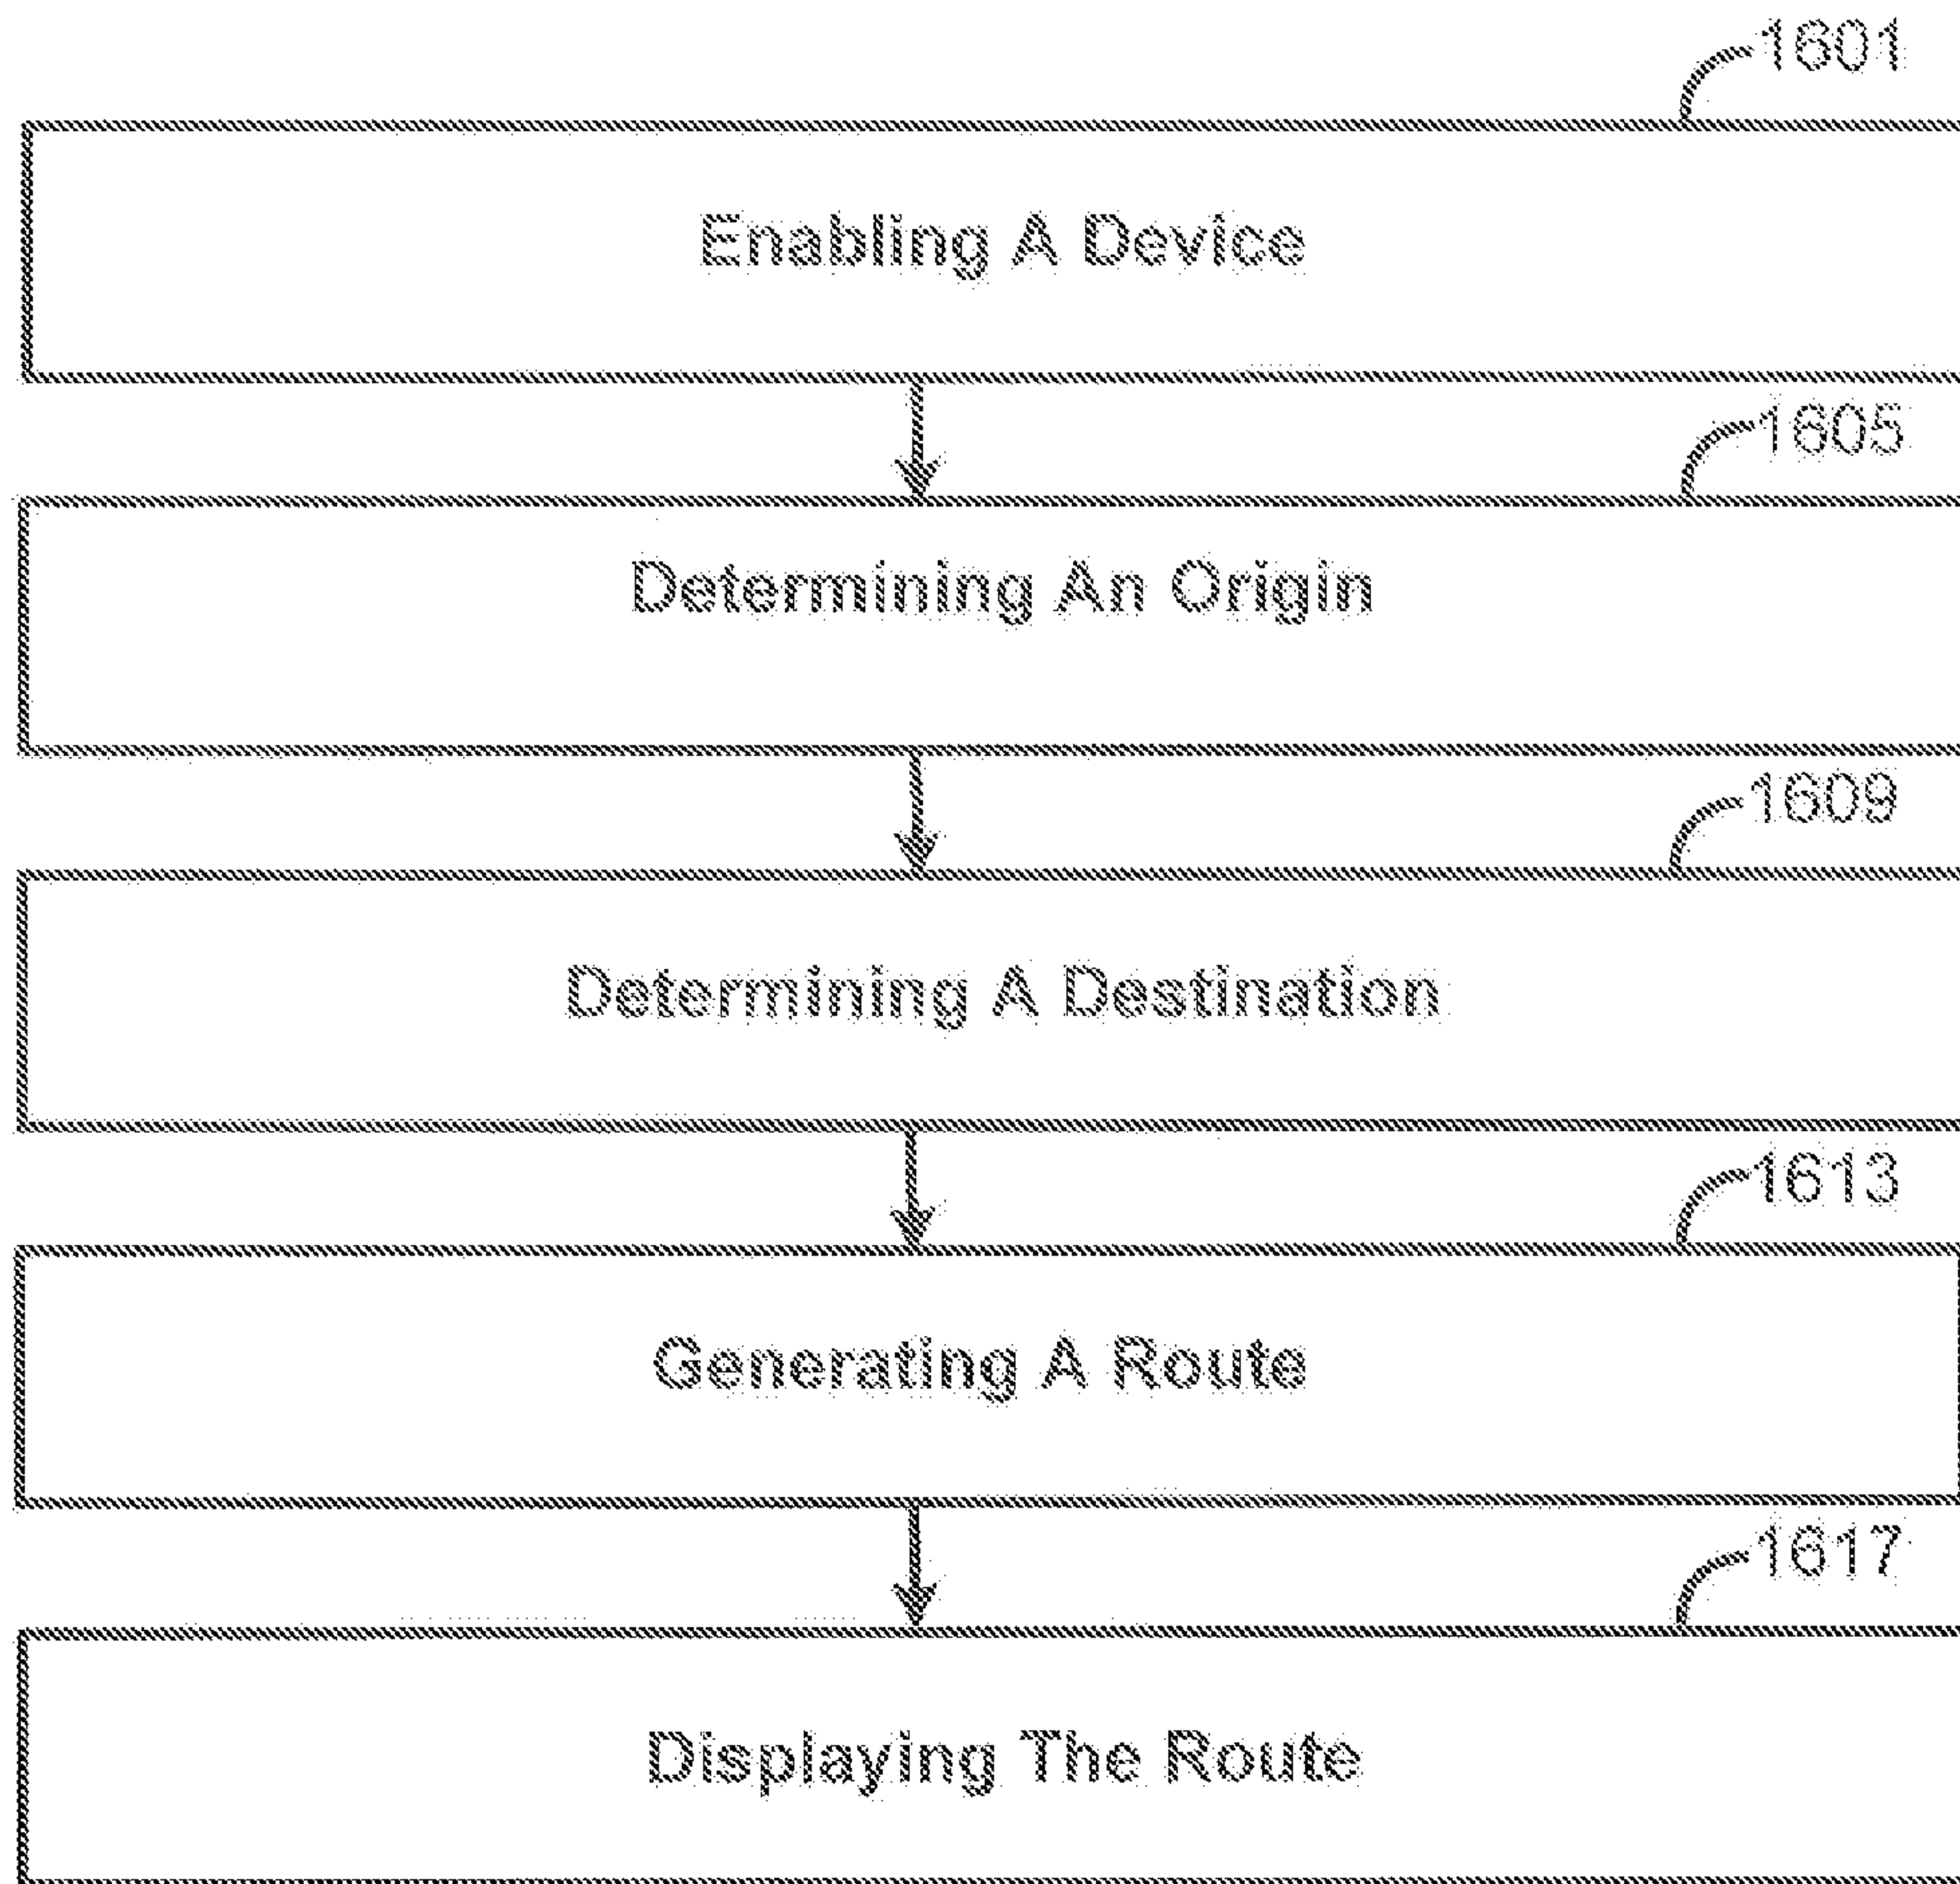 1601
Enabling A Device
1605
Determining An Origin
1609
Determining A Destination
1613
Generating A Route
1617
Displaying The Route